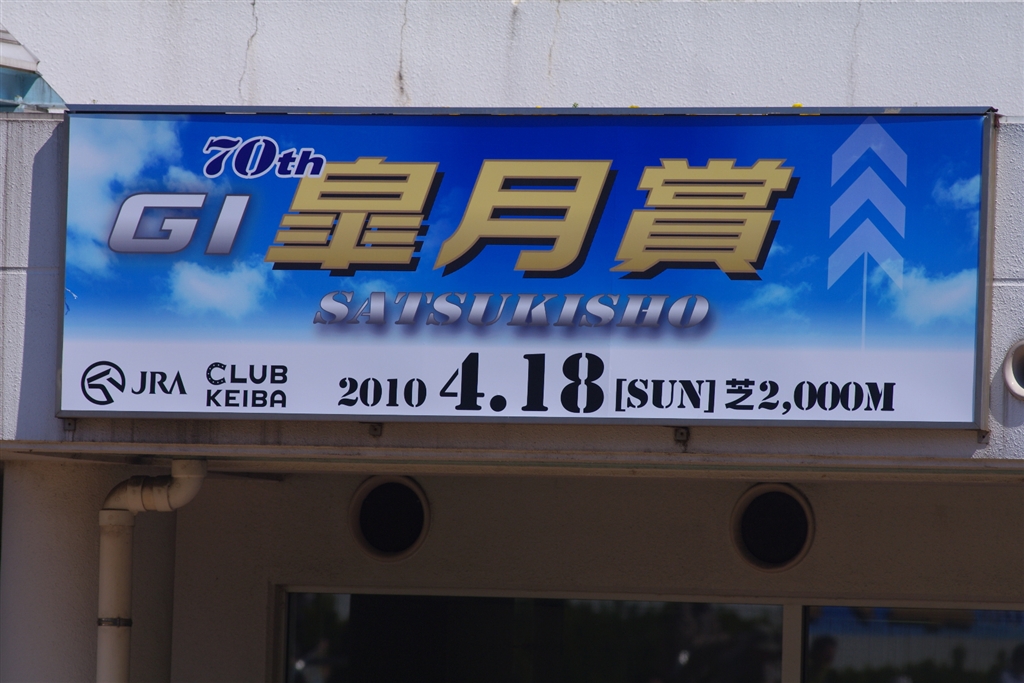 70th
GI 皐月賞
SATSUKISHO
JRA CLUB KEIBA 2010 4.18 [SUN] 芝2,000M